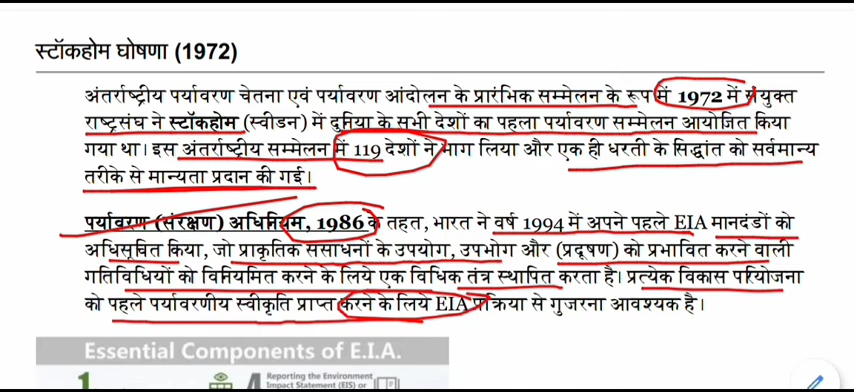 स्टॉकहोम घोषणा (1972)
अंतर्राष्ट्रीय पर्यावरण चेतना एवं पर्यावरण आंदोलन के प्रारंभिक सम्मेलन के रूप में 1972 में संयुक्त
राष्ट्रसंघ ने स्टॉकहोम (स्वीडन) में दुनिया के सभी देशों का पहला पर्यावरण सम्मेलन आयोजित किया
गया था। इस अंतर्राष्ट्रीय सम्मेलन में 119 देशों ने भाग लिया और एक ही धरती के सिद्धांत को सर्वमान्य
तरीके से मान्यता प्रदान की गई।
पर्यावरण (संरक्षण) अधिनियम, 1986 के तहत, भारत ने वर्ष 1994 में अपने पहले EIA मानदंडों को
अधिसूचित किया, जो प्राकृतिक संसाधनों के उपयोग, उपभोग और (प्रदूषण) को प्रभावित करने वाली
गतिविधियों को विनियमित करने के लिये एक विधिक तंत्र स्थापित करता है। प्रत्येक विकास परियोजना
को पहले पर्यावरणीय स्वीकृति प्राप्त करने के लिये EIA प्रक्रिया से गुजरना आवश्यक है।
Essential Components of E.I.A.
1
4 Reporting the Environment
Impact Statement (EIS) or